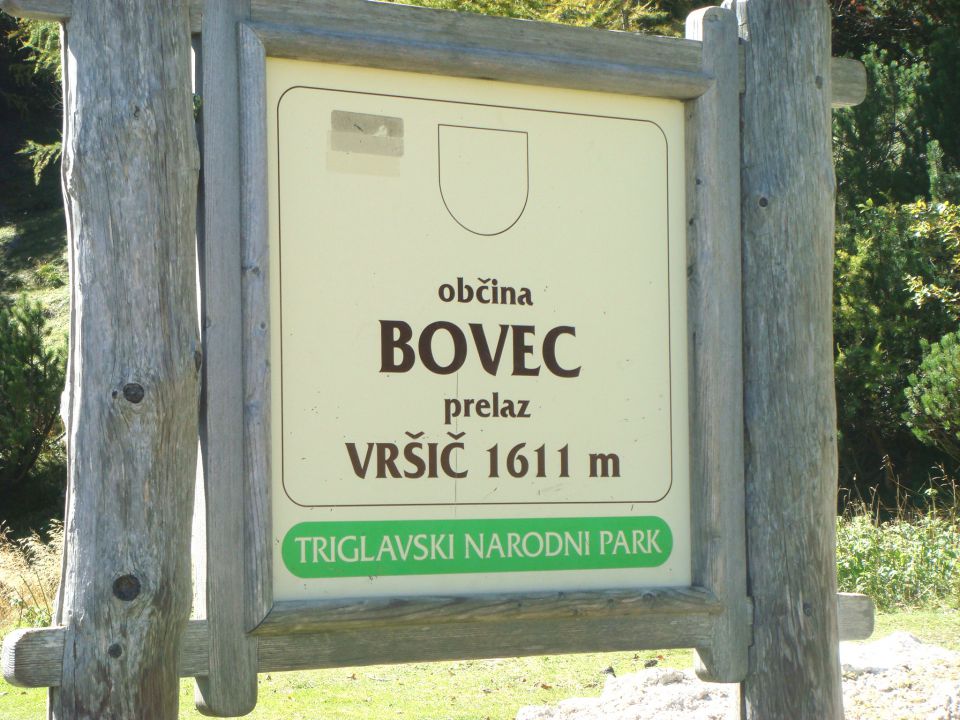 občina
BOVEC
prelaz
VRŠIČ 1611 m
TRIGLAVSKI NARODNI PARK